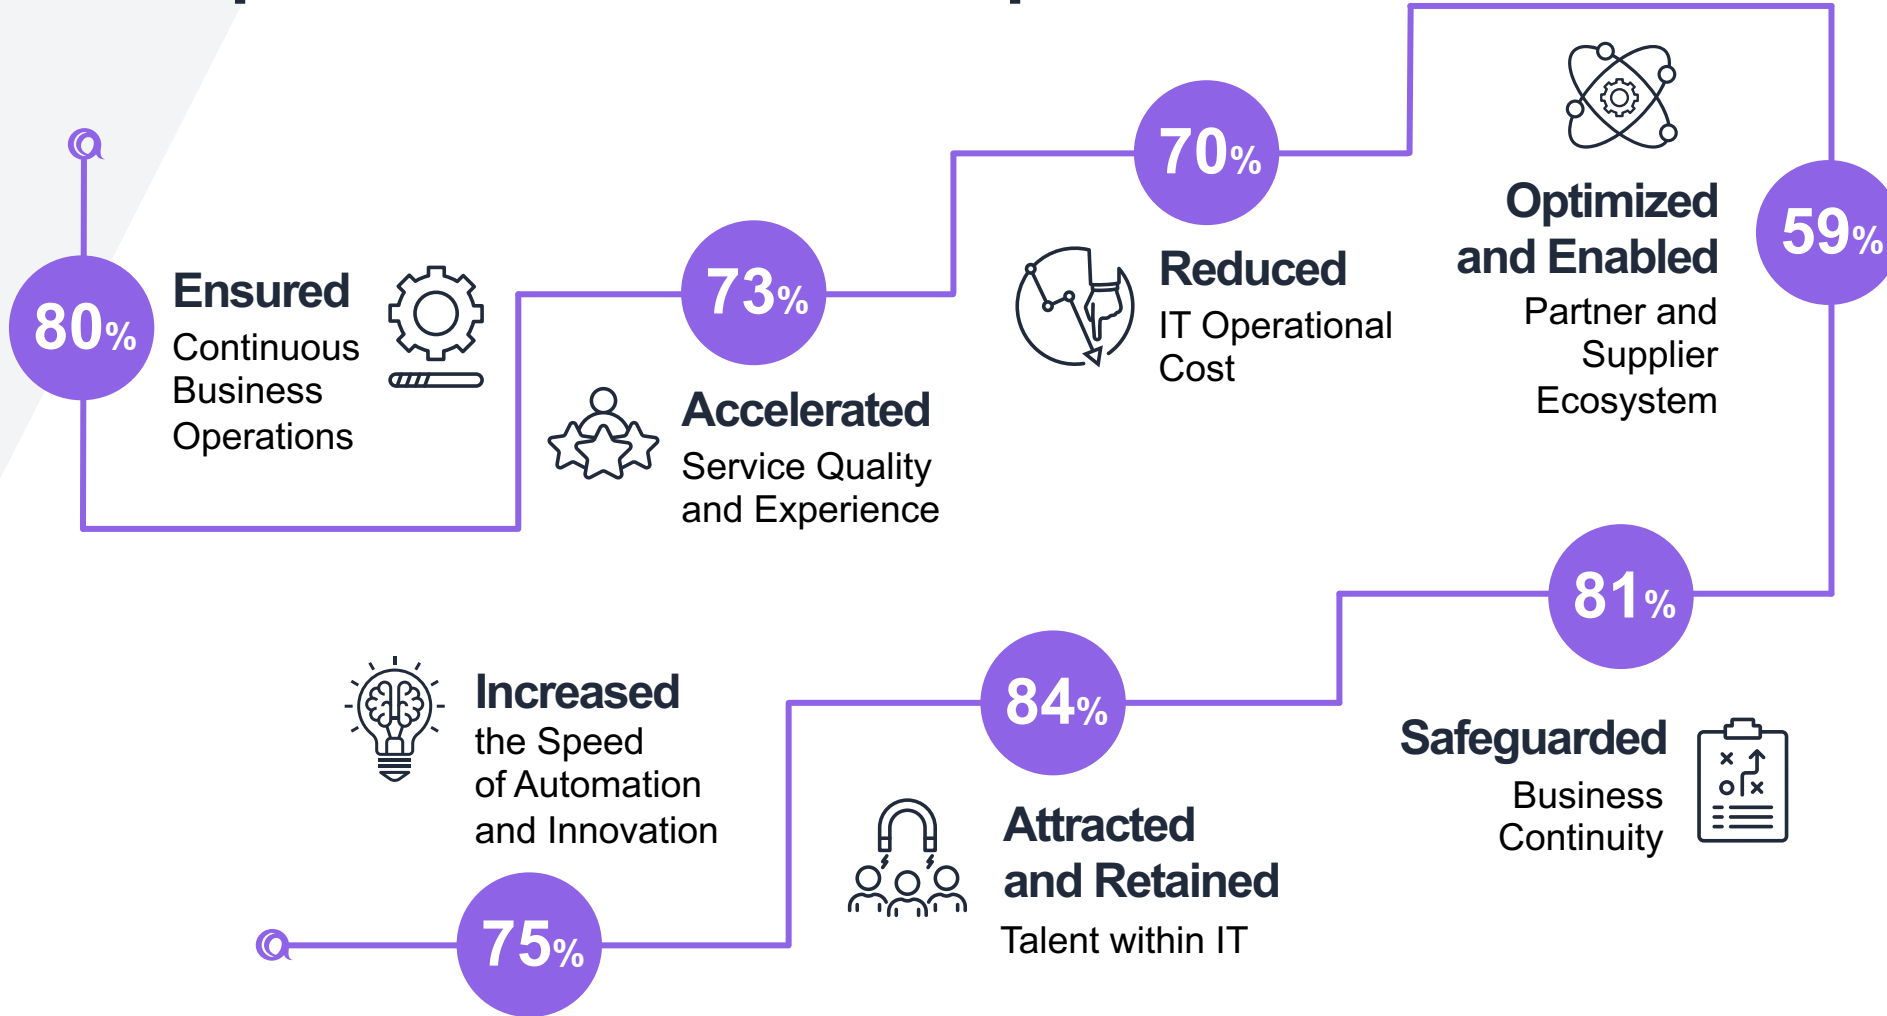 80%
Ensured
Continuous
Business
Operations
73%
Accelerated
Service Quality
and Experience
70%
Reduced
IT Operational
Cost
59%
Optimized
and Enabled
Partner and
Supplier
Ecosystem
81%
Safeguarded
Business
Continuity
84%
Attracted
and Retained
Talent within IT
75%
Increased
the Speed
of Automation
and Innovation